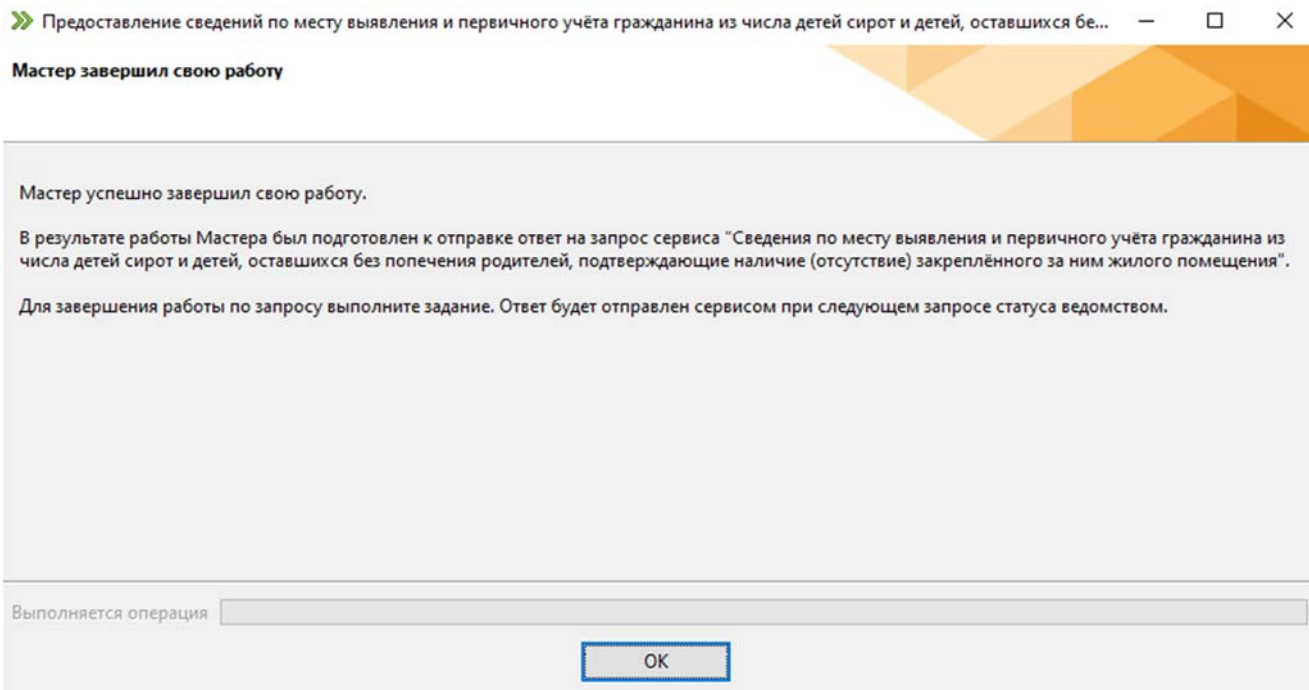 Предоставление сведений по месту выявления и первичного учёта гражданина из числа детей сирот и детей, оставшихся бе...
Мастер завершил свою работу
Мастер успешно завершил свою работу.
В результате работы Мастера был подготовлен к отправке ответ на запрос сервиса "Сведения по месту выявления и первичного учёта гражданина из
числа детей сирот и детей, оставшихся без попечения родителей, подтверждающие наличие (отсутствие) закреплённого за ним жилого помещения".
Для завершения работы по запросу выполните задание. Ответ будет отправлен сервисом при следующем запросе статуса ведомством.
Выполняется операция
ОК